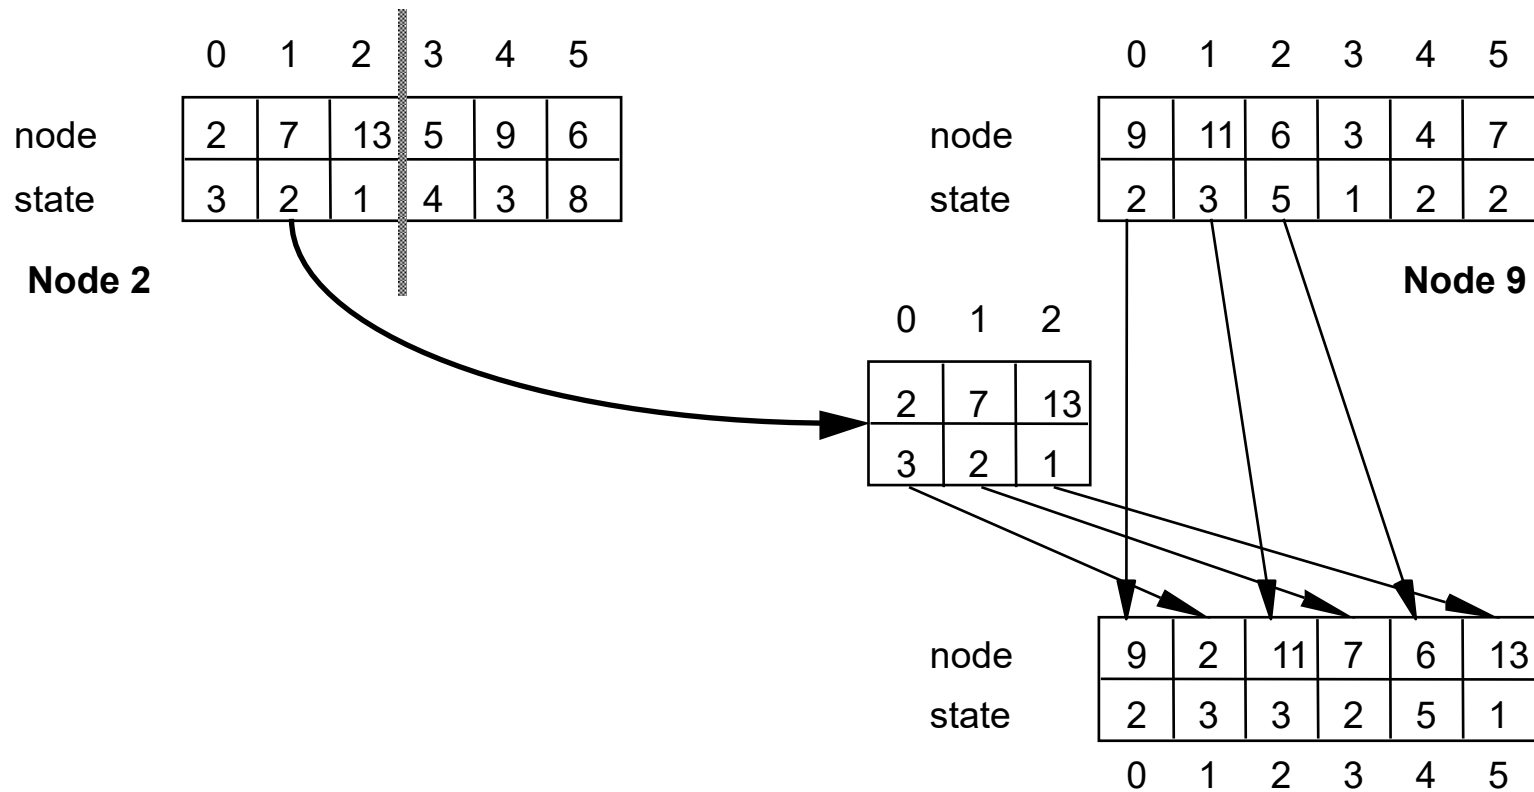 0 1 2 3 4 5
node 2 7 13 5 9 6
state 3 2 1 4 3 8
Node 2
0 1 2 3 4 5
node 9 11 6 3 4 7
state 2 3 5 1 2 2
Node 9
0 1 2
2 7 13
3 2 1
node 9 2 11 7 6 13
state 2 3 3 2 5 1
0 1 2 3 4 5